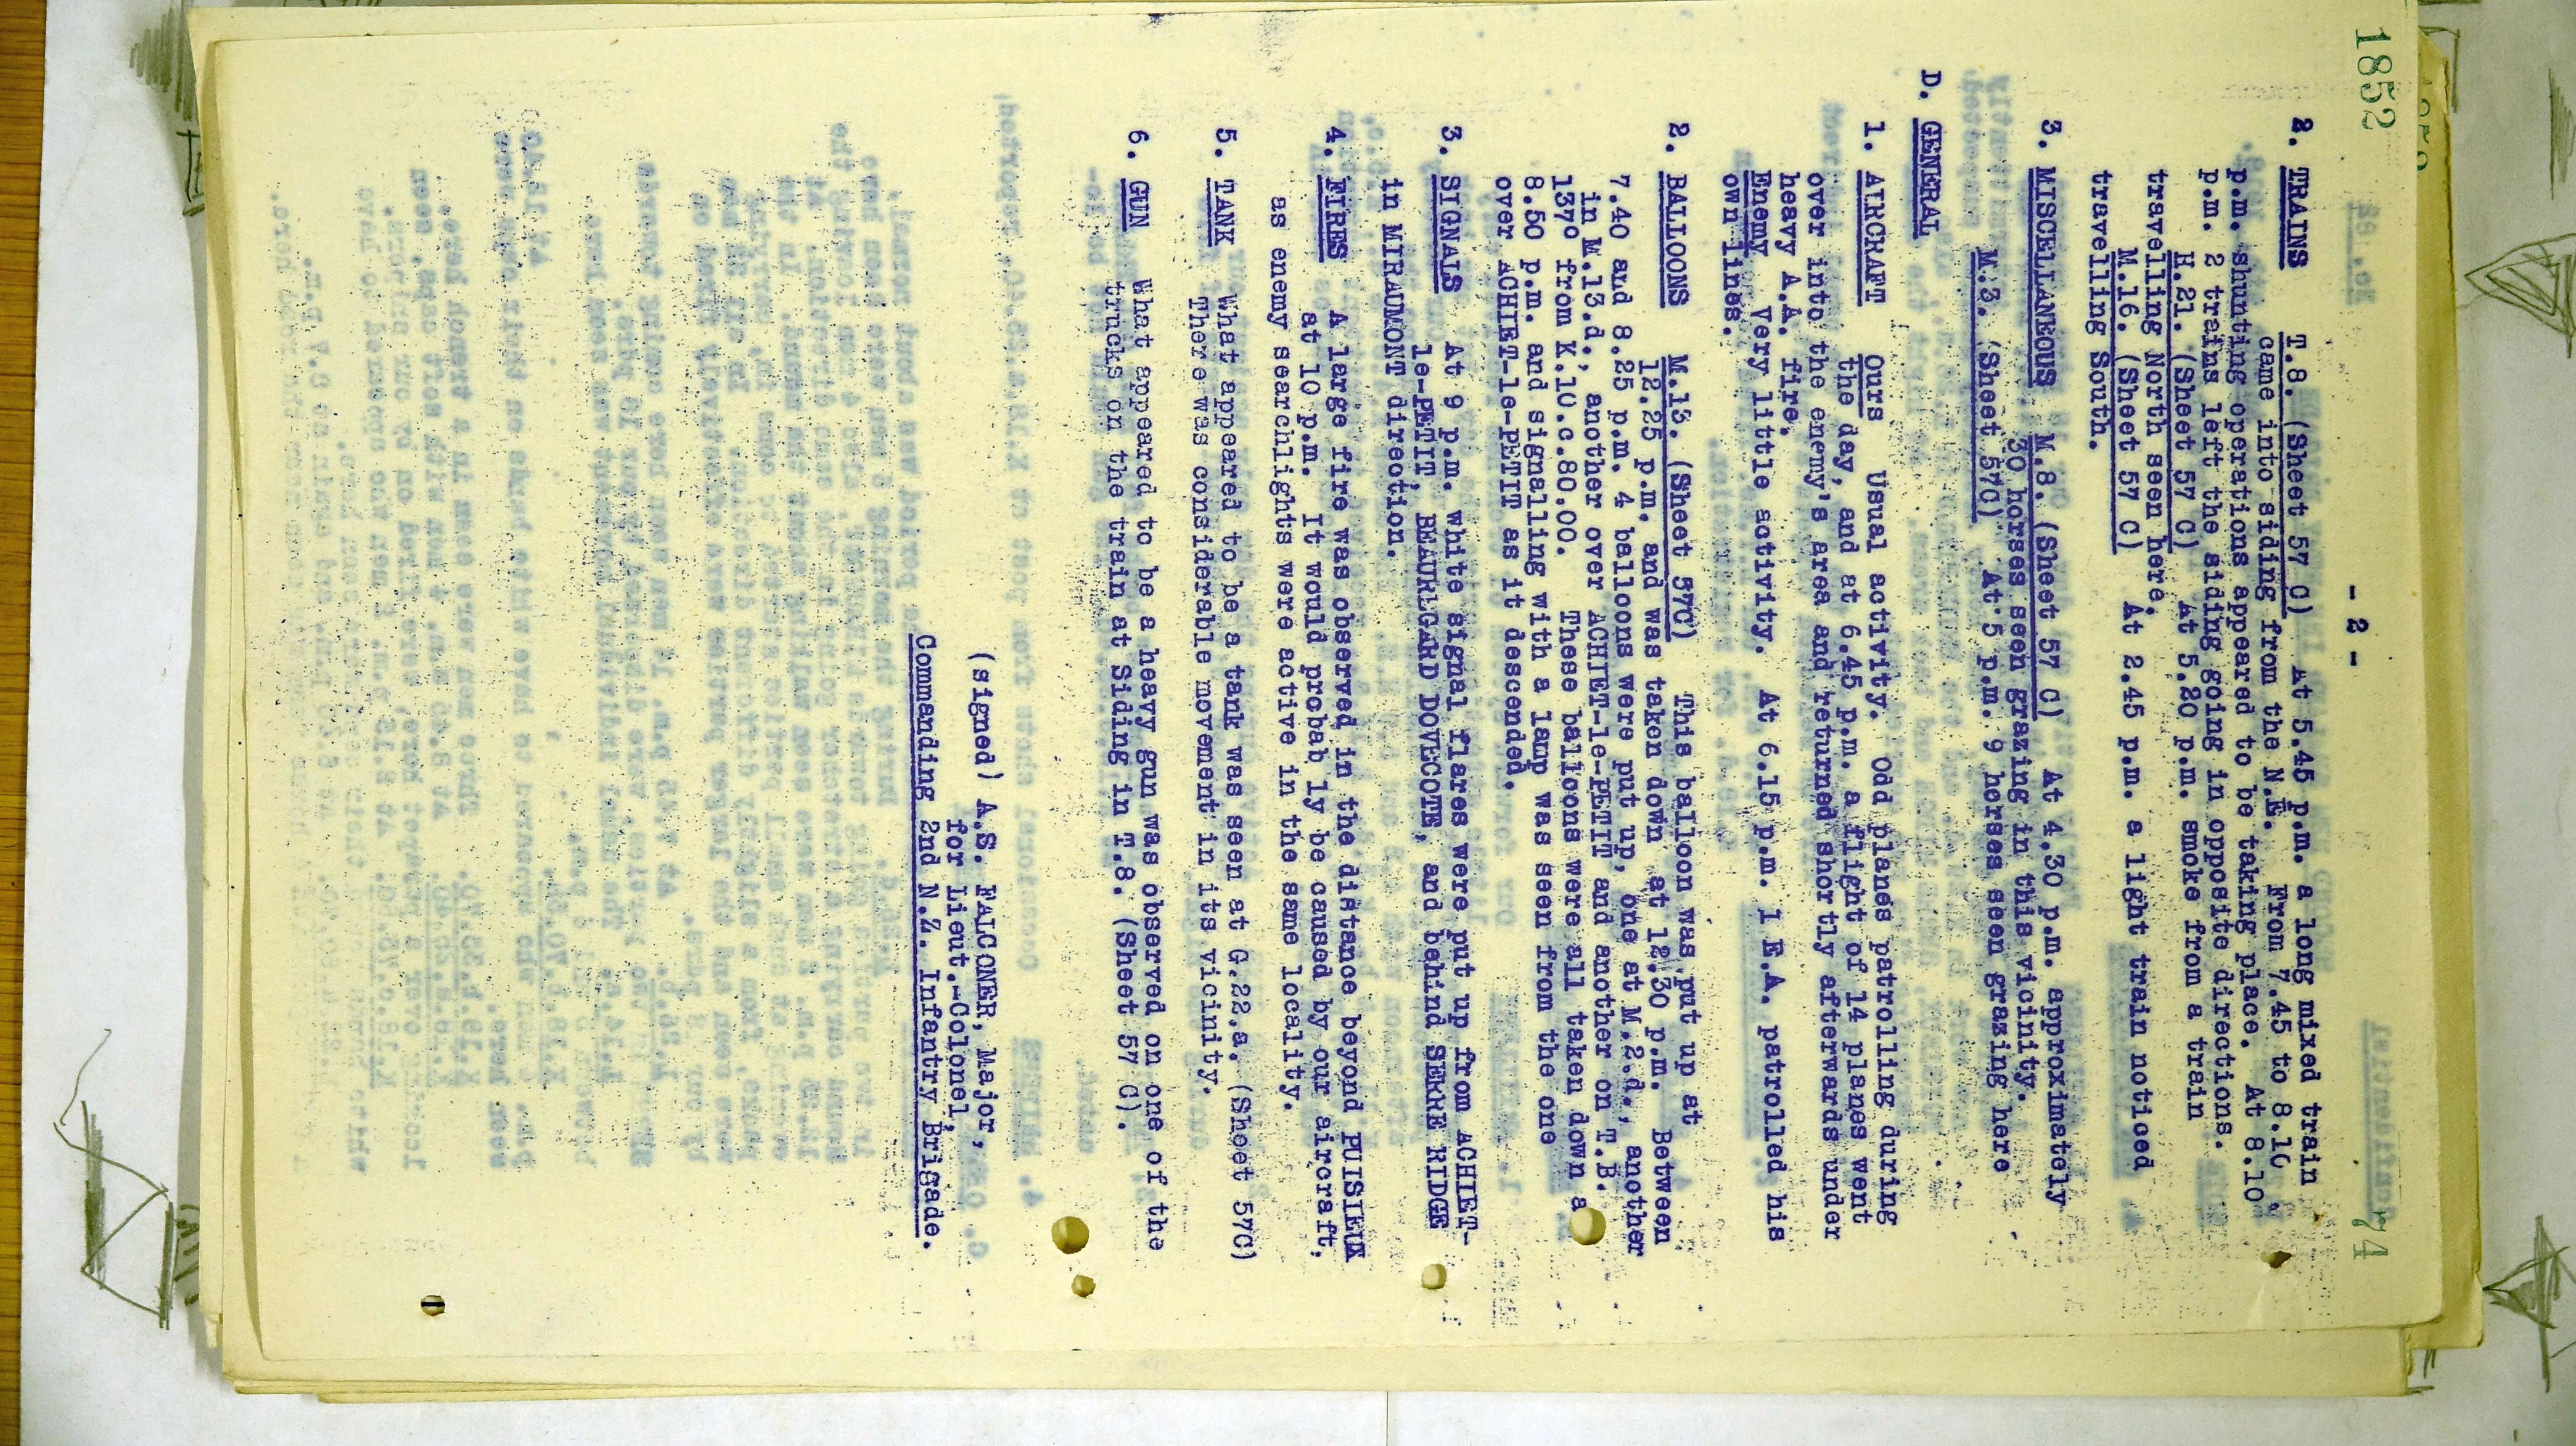 1852
- 2 -
74
2. TRAINS T.8. (Sheet 57 C) At 5.45 p.m. a long mixed train
came into siding from the N.E. From 7.45 to 8.10
p.m. shunting operations appeared to be taking place. At 8.10
p.m. 2 trains left the siding going in opposite directions.
H.21. (Sheet 57 C) At 5.20 p.m. smoke from a train
travelling North seen here.
M.16. (Sheet 57 C) At 2.45 p.m. a light train noticed
travelling South.
3. MISCELLANEOUS M.8. (Sheet 57 C) At 4.30 p.m. approximately
30 horses seen grazing in this vicinity.
M.3. (Sheet 57C) At 5 p.m. 9 horses seen grazing here
D. GENERAL
1. AIRCRAFT Ours Usual activity. Odd planes patrolling during
the day, and at 6.45 p.m. a flight of 14 planes went
over into the enemy's area and returned shortly afterwards under
heavy A.A. fire.
Enemy Very little activity. At 6.15 p.m. 1 E.A. patrolled his
own lines.
2. BALLOONS M.13. (Sheet 57C) This balloon was put up at
12.25 p.m. and was taken down at 12.30 p.m. Between
7.40 and 8.25 p.m. 4 balloons were put up, one at M.2.d., another
in M.13.d., another over ACHIET-le-PETIT and another on T.B.
137o from K.10.c.80.00. These balloons were all taken down a
8.50 p.m. and signalling with a lamp was seen from the one
over ACHIET-le-PETIT as it descended.
3. SIGNALS At 9 p.m. white signal flares were put up from ACHIET-
le-PETIT, BEAURGARD DOVECOTE, and behind SERRE RIDGE
in MIRAUMONT direction.
4. FIRES A large fire was observed in the distance beyond PUISIEUX
at 10 p.m. It would probab ly be caused by our aircraft,
as enemy searchlights were active in the same locality.
5. TANK What appeared to be a tank was seen at G.22.a. (Sheet 57C)
There was considerable movement in its vicinity.
6. GUN What appeared to be a heavy gun was observed on one of the
trucks on the train at Siding in T.8. (Sheet 57 C).
(signed) A.S. FALCONER, Major,
for Lieut.-Colonel,
Commanding 2nd N.Z. Infantry Brigade.